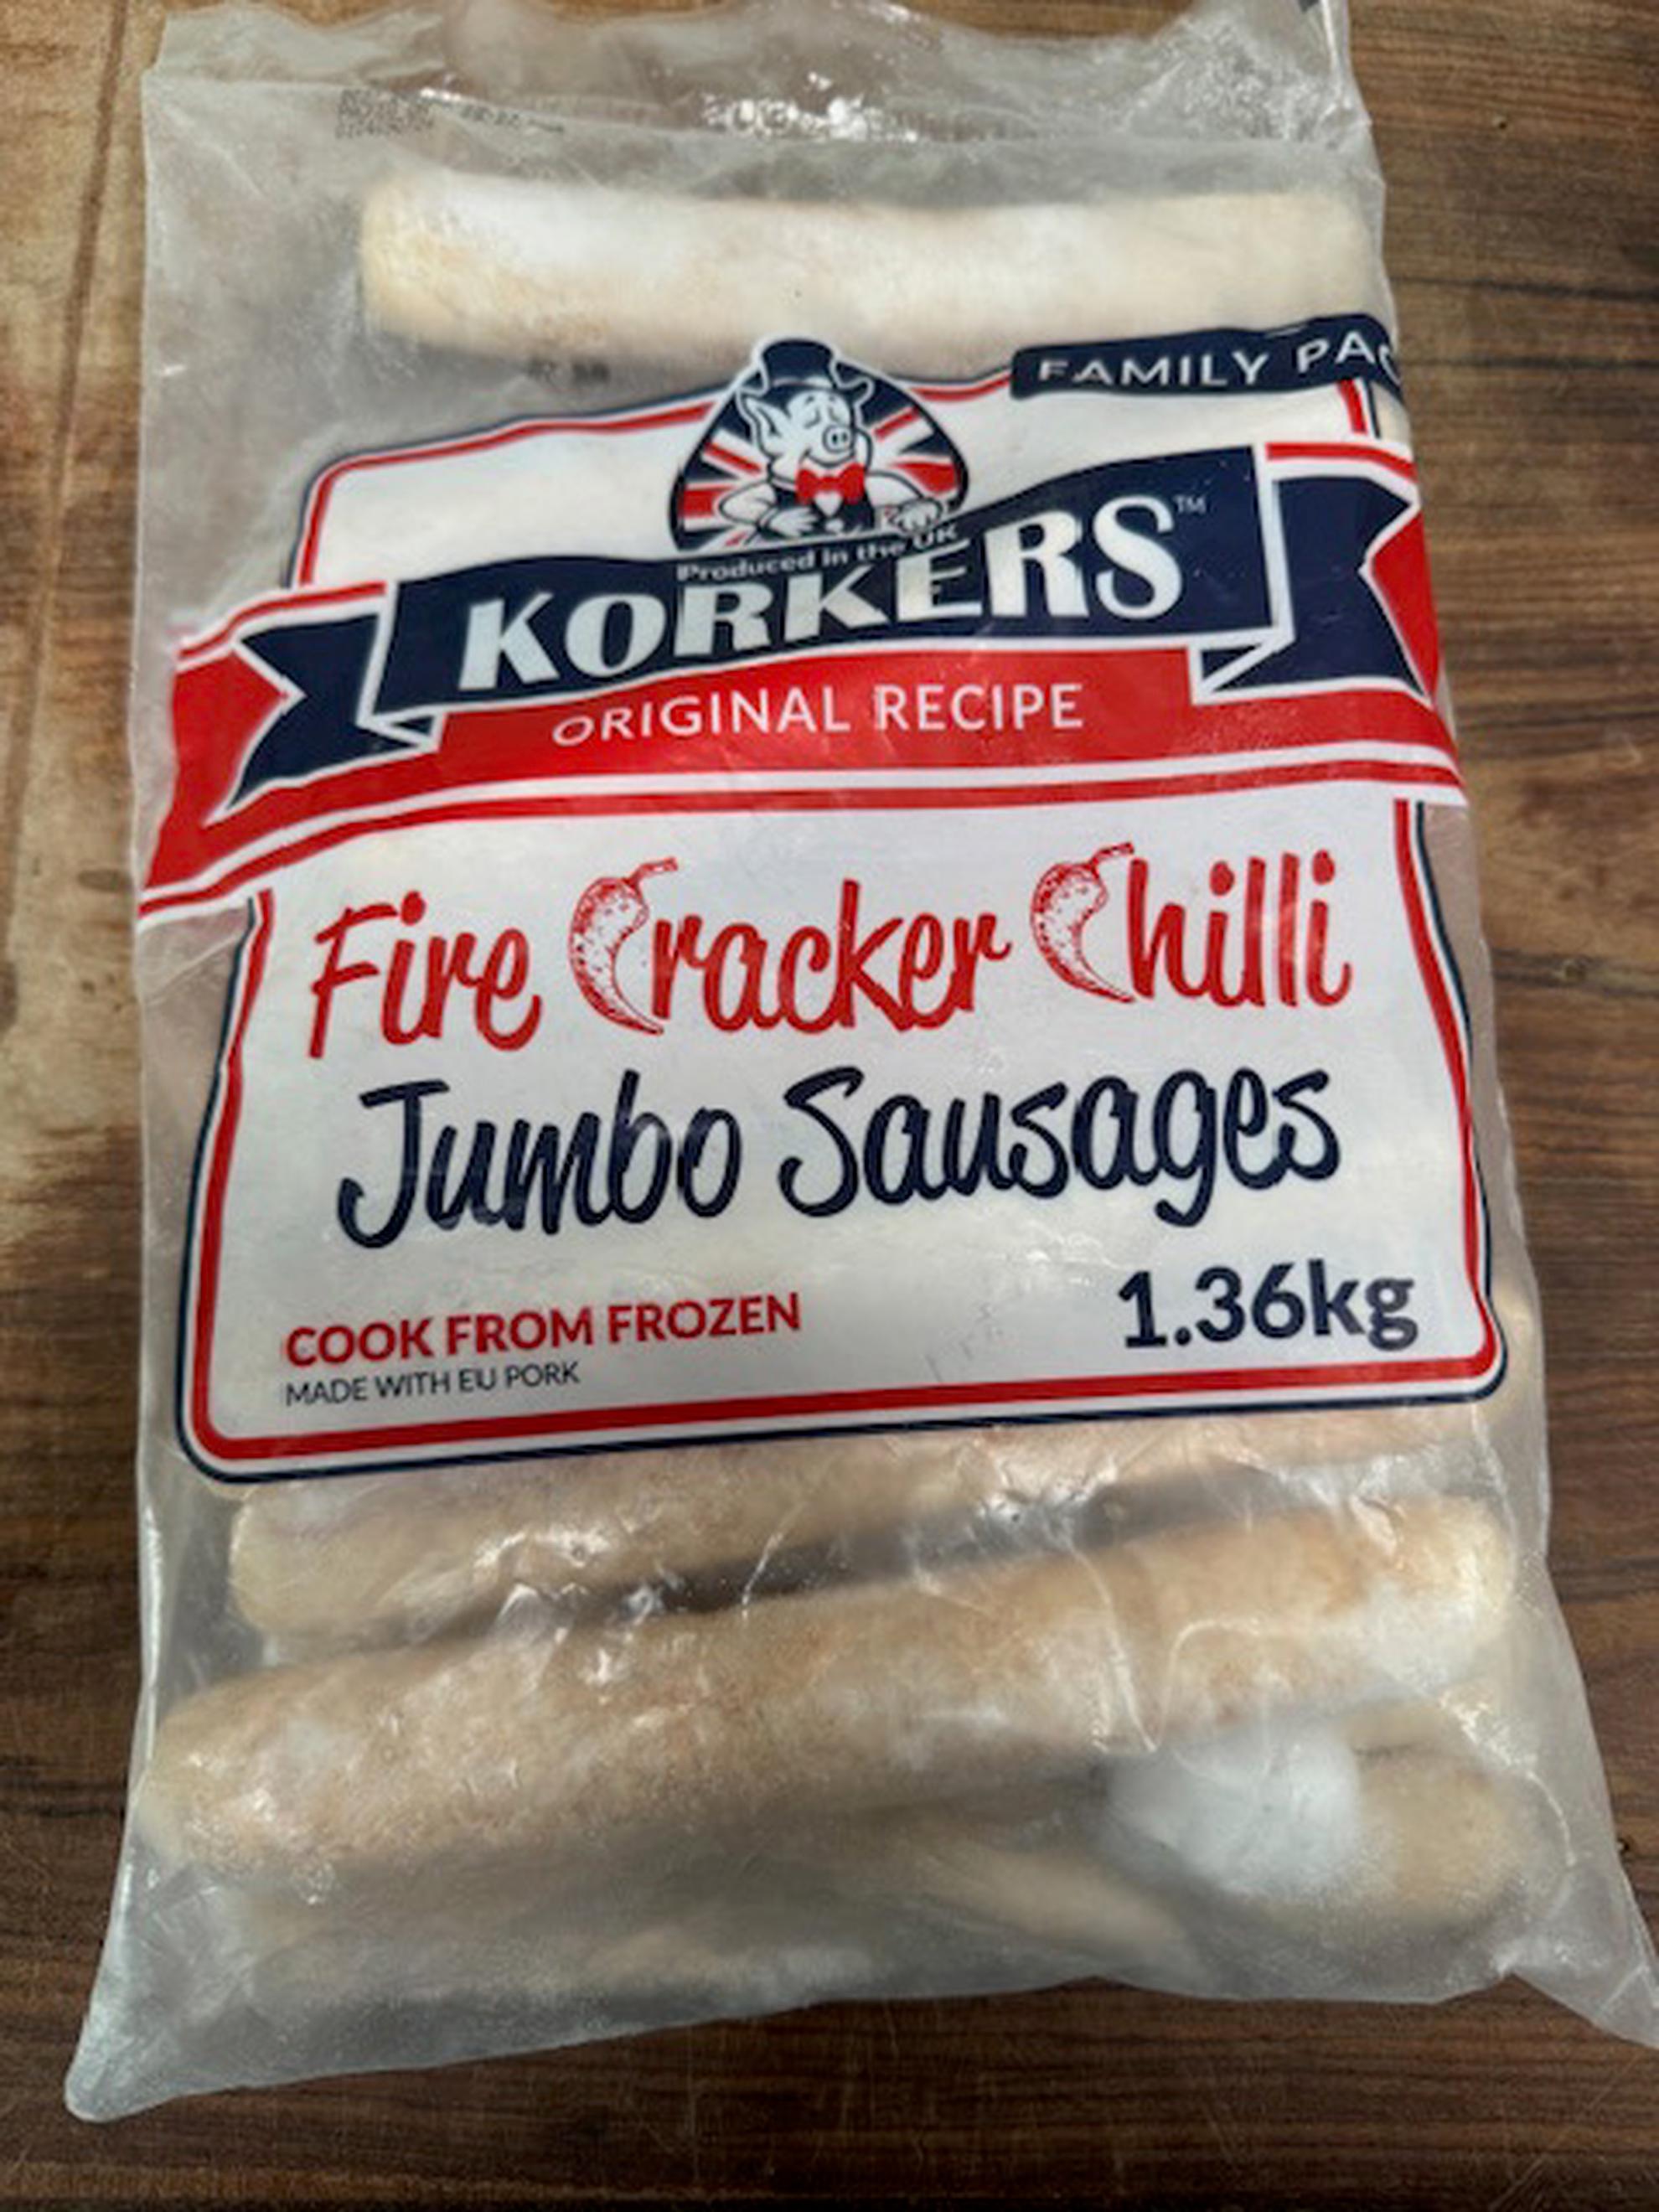 FAMILY PAC
Produced in the UK
KORKERS™
ORIGINAL RECIPE
Fire Cracker Chilli
Jumbo Sausages
COOK FROM FROZEN
1.36kg
MADE WITH EU PORK